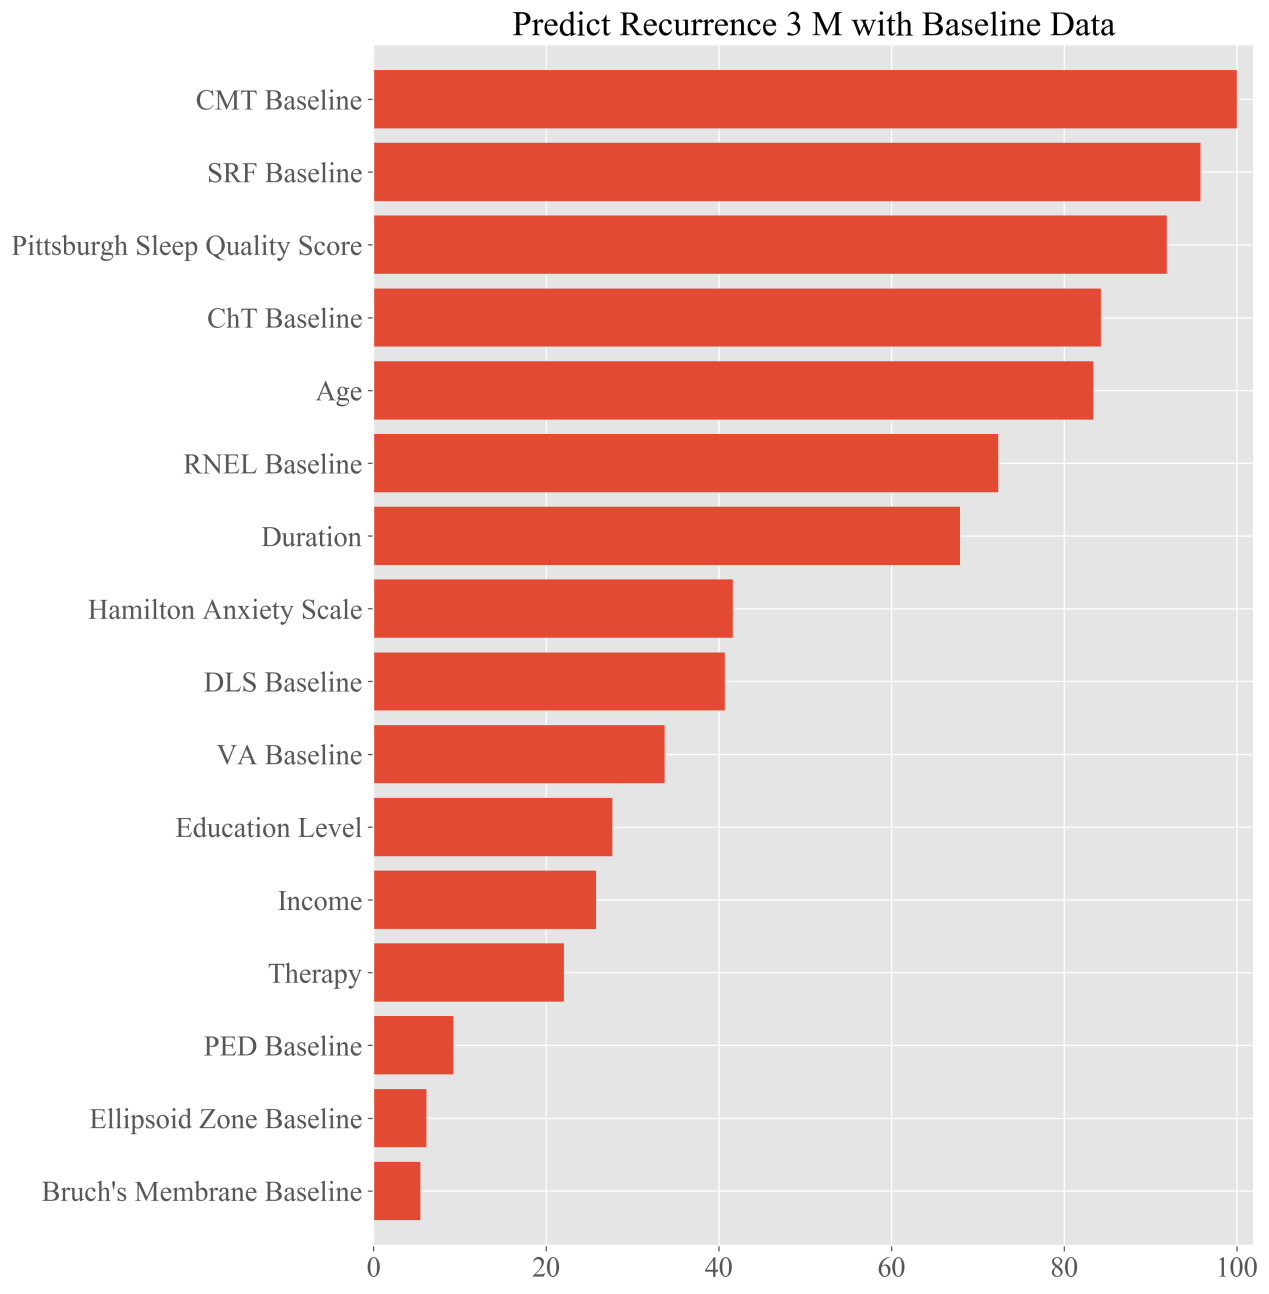 Predict Recurrence 3 M with Baseline Data
CMT Baseline
SRF Baseline
Pittsburgh Sleep Quality Score
ChT Baseline
Age
RNEL Baseline
Duration
Hamilton Anxiety Scale
DLS Baseline
VA Baseline
Education Level
Income
Therapy
PED Baseline
Ellipsoid Zone Baseline
Bruch's Membrane Baseline
0 20 40 60 80 100